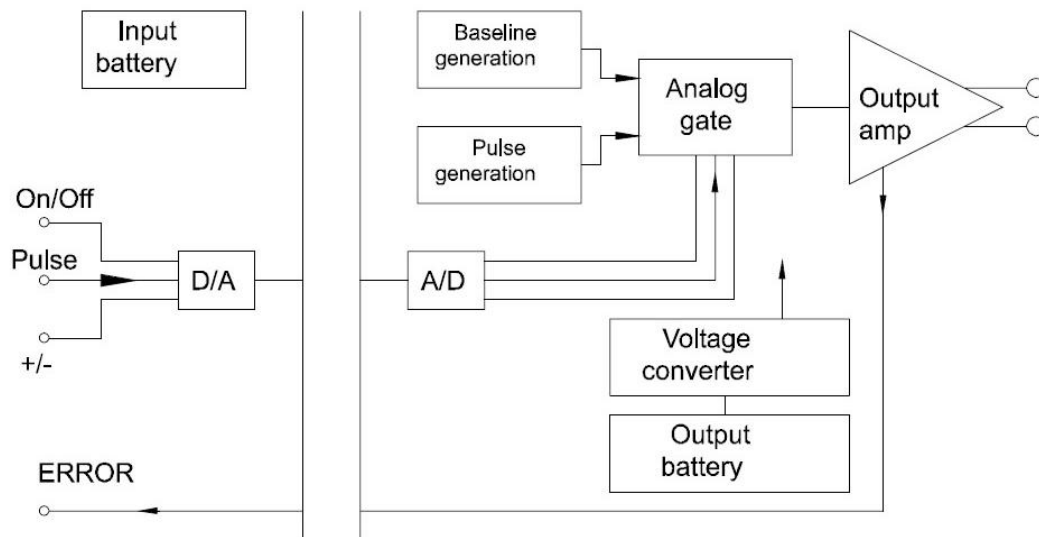 Input
battery
Baseline
generation
Analog
gate
Output
amp
Pulse
generation
On/Off
Pulse
D/A
A/D
+/-
Voltage
converter
Output
battery
ERROR